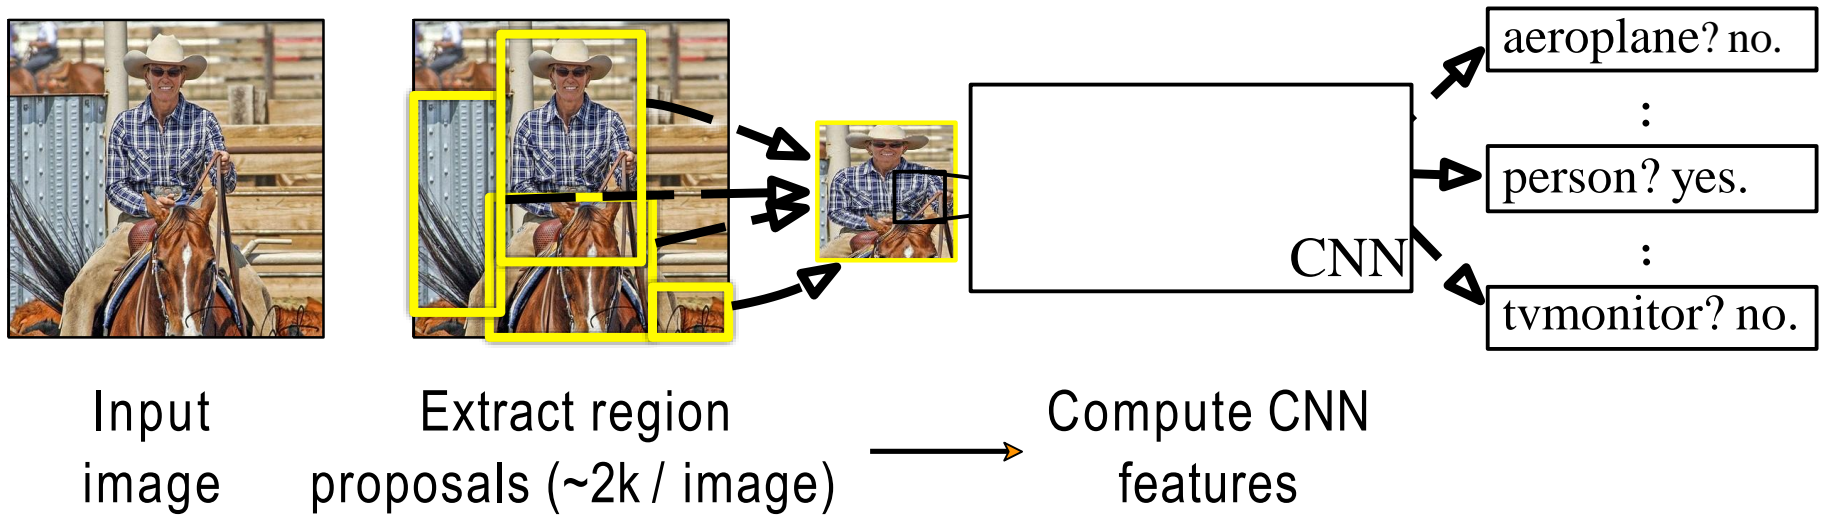 aeroplane? no.
:
person? yes.
:
tvmonitor? no.
CNN
Input
image
Extract region
proposals (~2k / image)
Compute CNN
features